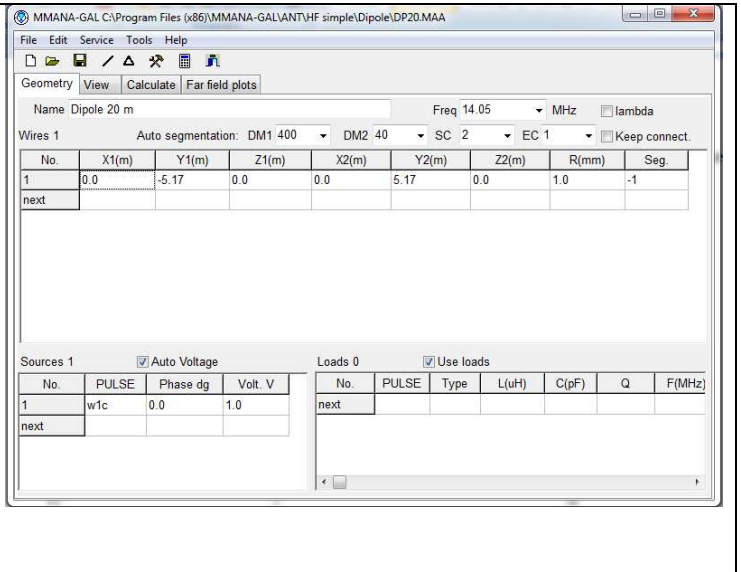 MMANA-GAL C:\Program Files (x86)\MMANA-GAL\ANT\HF simple\Dipole\DP20.MAA
File Edit Service Tools Help
Geometry View Calculate Far field plots
Name Dipole 20 m Freq 14.05 MHz lambda
Wires 1 Auto segmentation: DM1 400 DM2 40 SC 2 EC 1 Keep connect.
No. X1(m) Y1(m) Z1(m) X2(m) Y2(m) Z2(m) R(mm) Seg.
1 0.0 -5.17 0.0 0.0 5.17 0.0 1.0 -1
next
Sources 1 Auto Voltage Loads 0 Use loads
No. PULSE Phase dg Volt. V No. PULSE Type L(uH) C(pF) Q F(MHz)
1 w1c 0.0 1.0 next
next